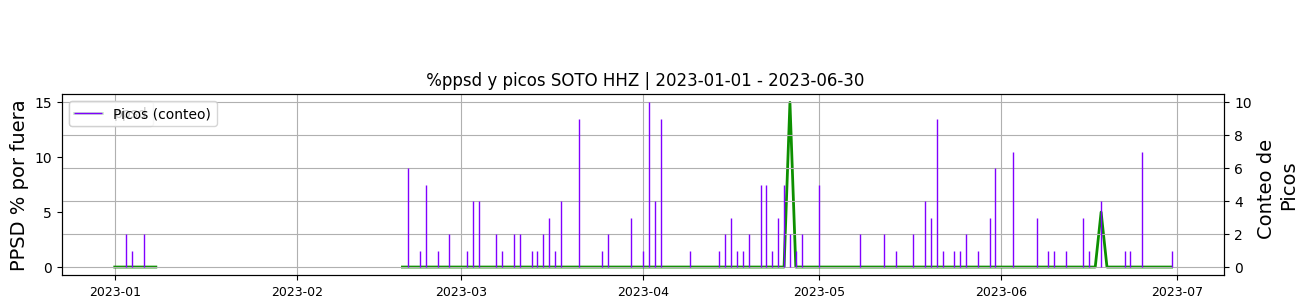 %ppsd y picos SOTO HHZ | 2023-01-01 - 2023-06-30
Picos (conteo)
PPSD % por fuera
15
10
5
0
10
8
6
4
2
0
Conteo de
Picos
2023-01 2023-02 2023-03 2023-04 2023-05 2023-06 2023-07